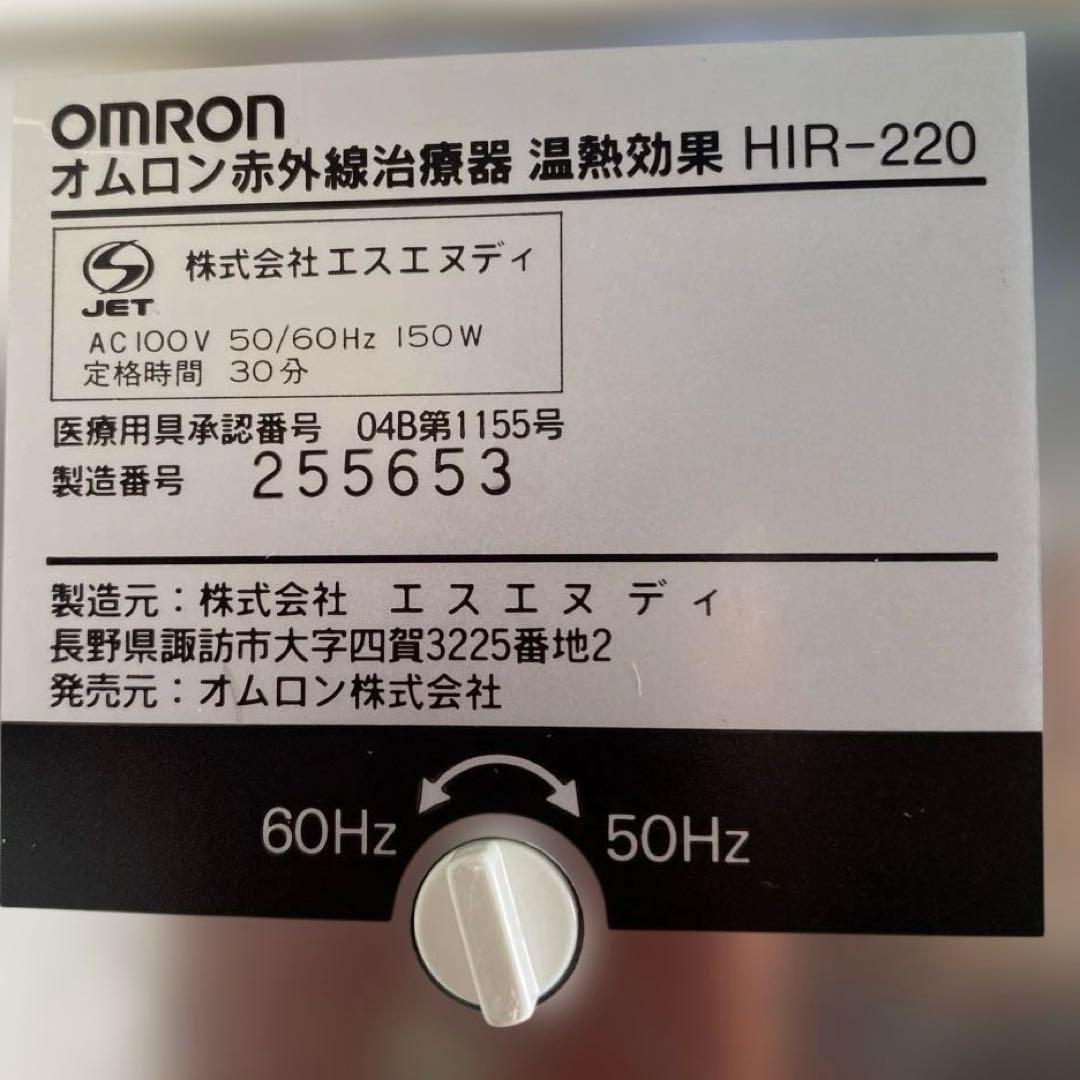 OMRON
オムロン赤外線治療器 温熱効果 HIR-220
JET 株式会社エスエヌディ
AC100V 50/60Hz 150W
定格時間 30分
医療用具承認番号 04B第1155号
製造番号 255653
製造元：株式会社 エスエヌディ
長野県諏訪市大字四賀3225番地2
発売元：オムロン株式会社
60Hz 50Hz